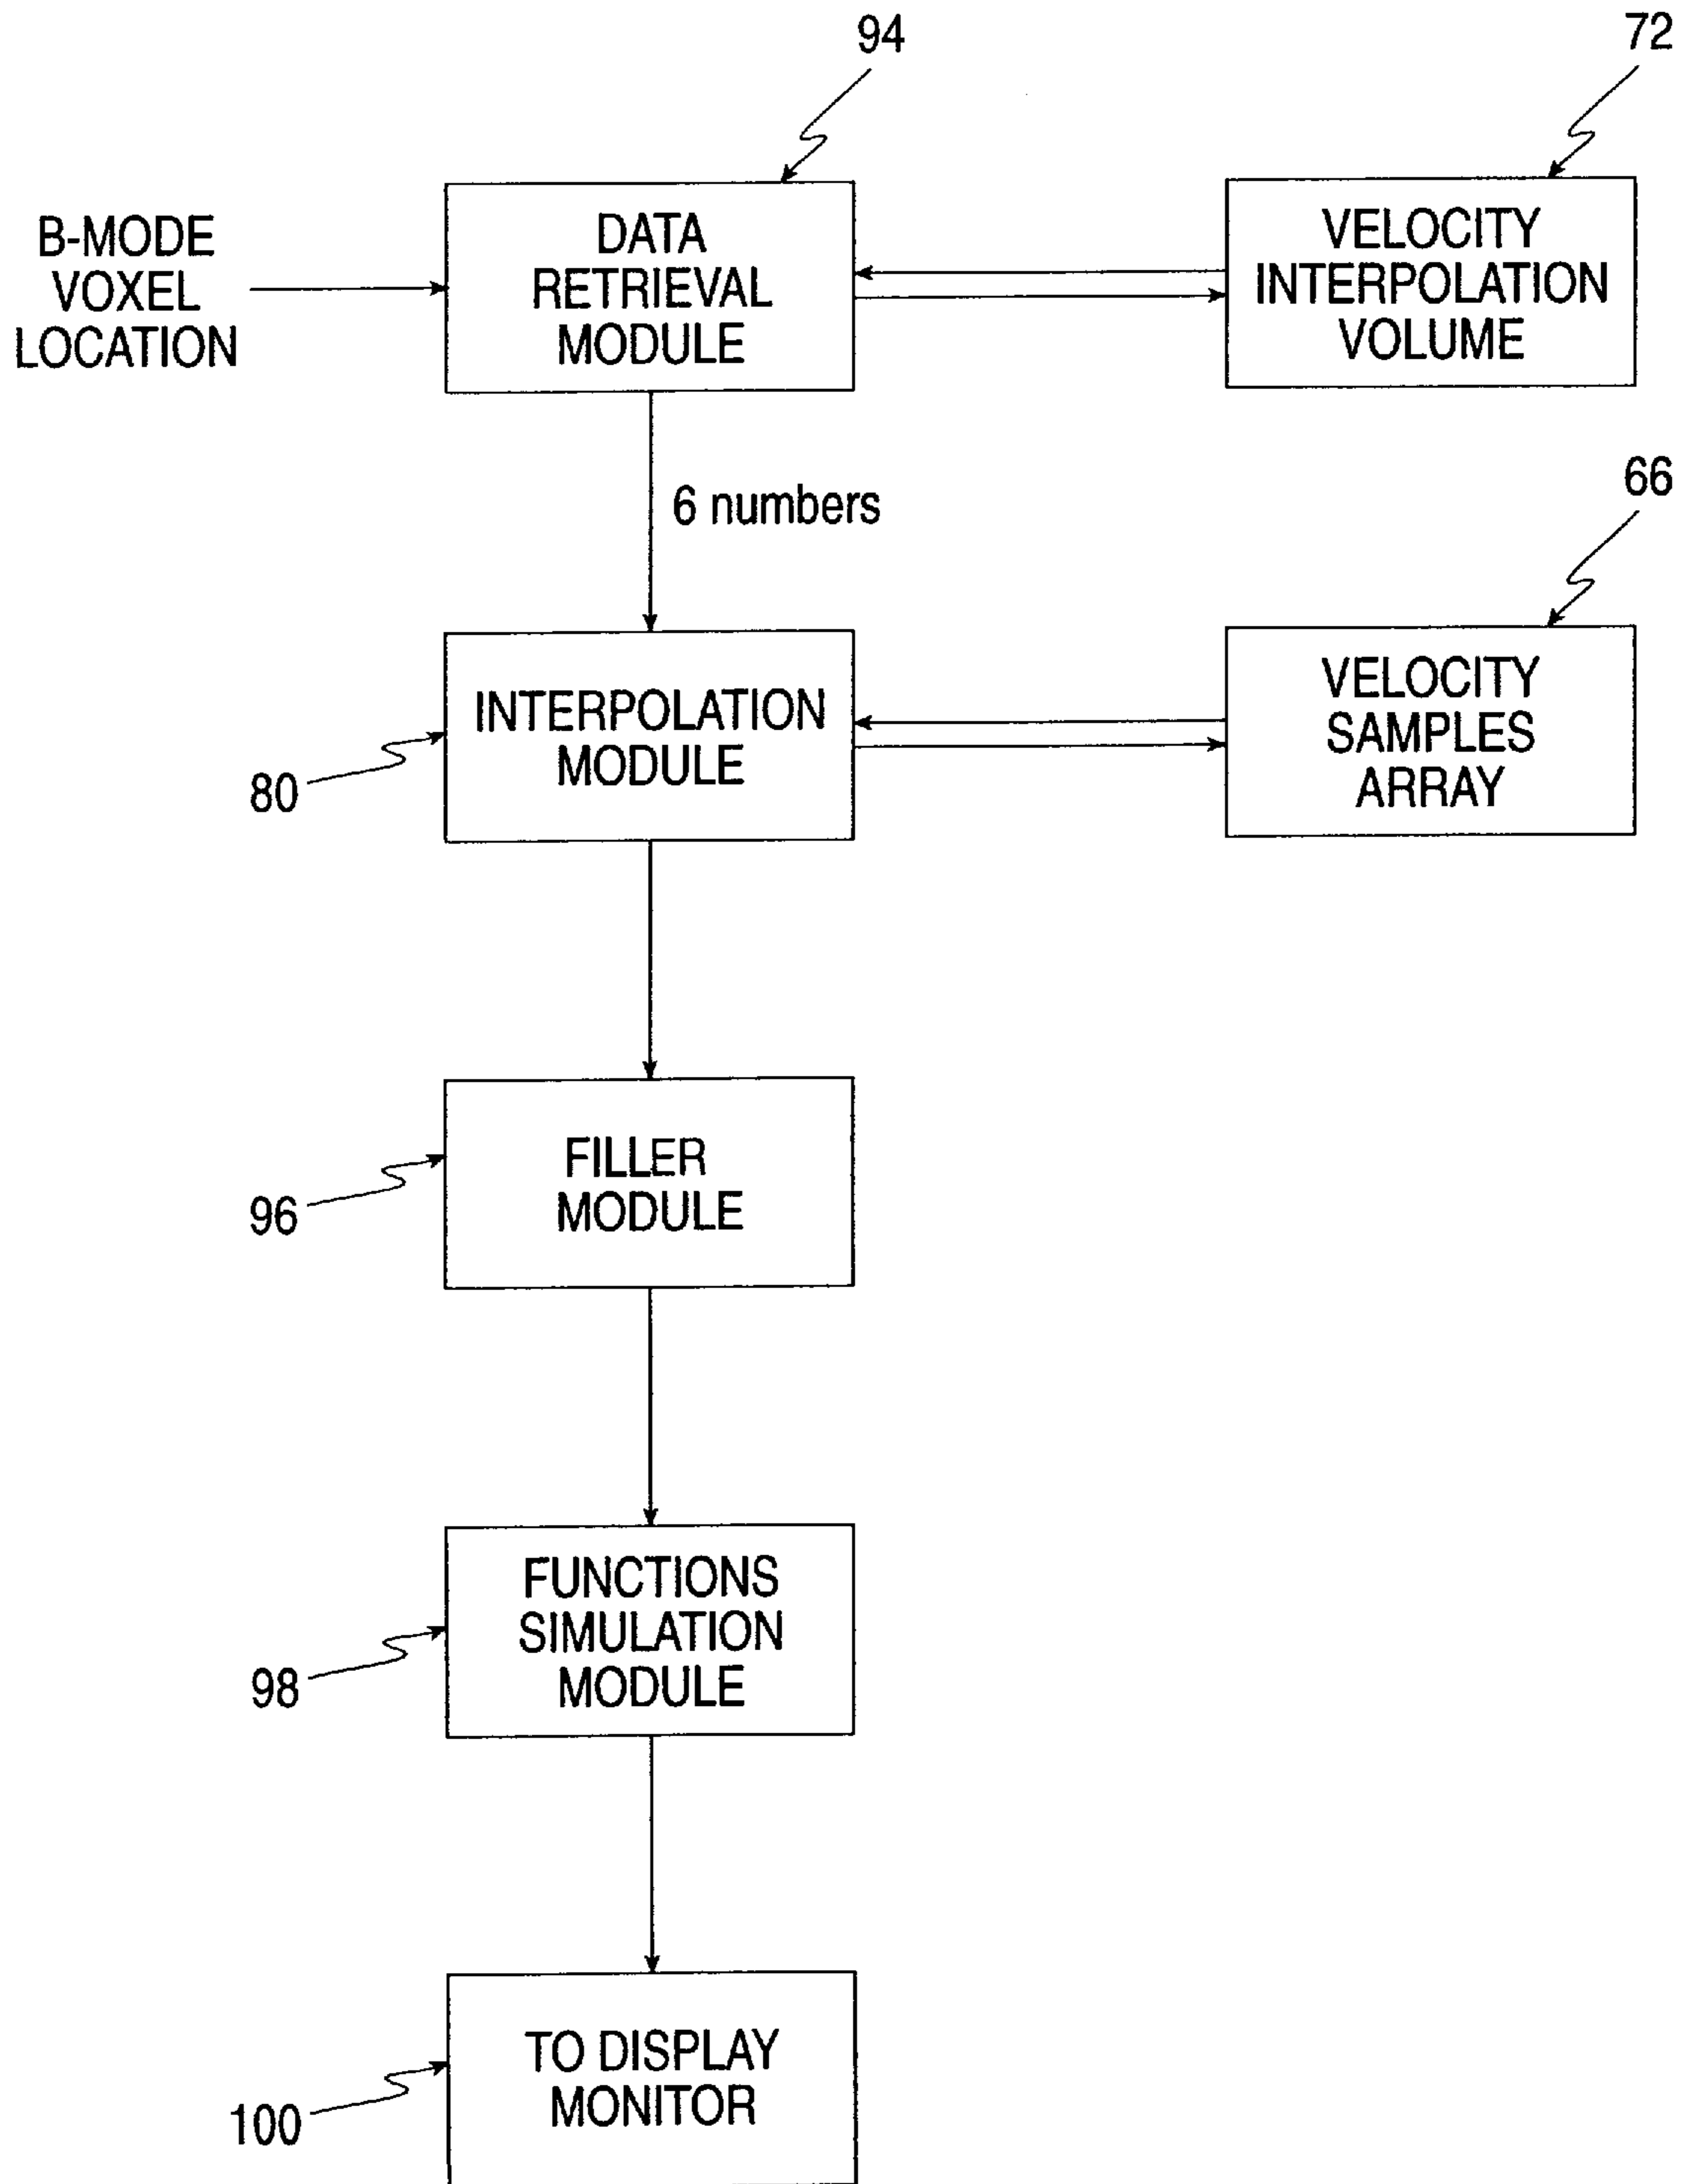 94
72
B-MODE
VOXEL
LOCATION
DATA
RETRIEVAL
MODULE
VELOCITY
INTERPOLATION
VOLUME
6 numbers
66
INTERPOLATION
MODULE
80
VELOCITY
SAMPLES
ARRAY
FILLER
MODULE
96
FUNCTIONS
SIMULATION
MODULE
98
TO DISPLAY
MONITOR
100